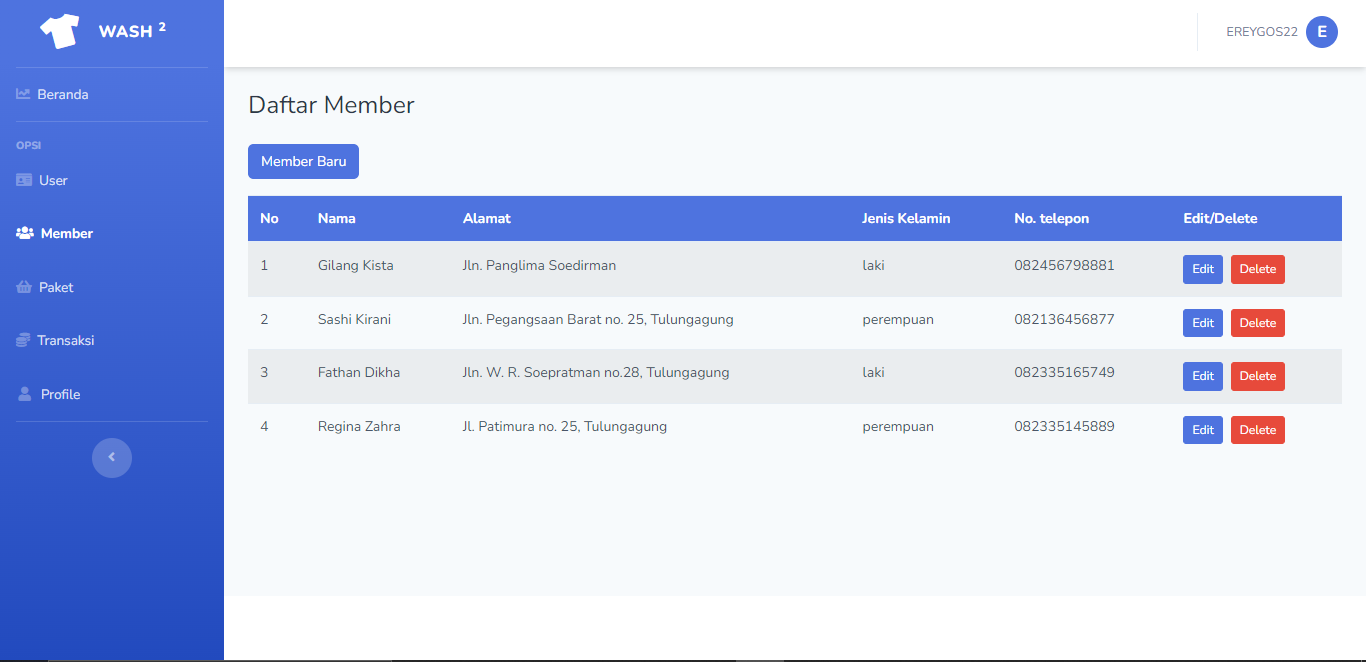 WASH 2
EREYGOS22 E
Beranda
OPSI
User
Member
Paket
Transaksi
Profile
Daftar Member
Member Baru
No Nama Alamat Jenis Kelamin No. telepon Edit/Delete
1 Gilang Kista Jln. Panglima Soedirman laki 082456798881 Edit Delete
2 Sashi Kirani Jln. Pegangsaan Barat no. 25, Tulungagung perempuan 082136456877 Edit Delete
3 Fathan Dikha Jln. W. R. Soepratman no.28, Tulungagung laki 082335165749 Edit Delete
4 Regina Zahra Jl. Patimura no. 25, Tulungagung perempuan 082335145889 Edit Delete